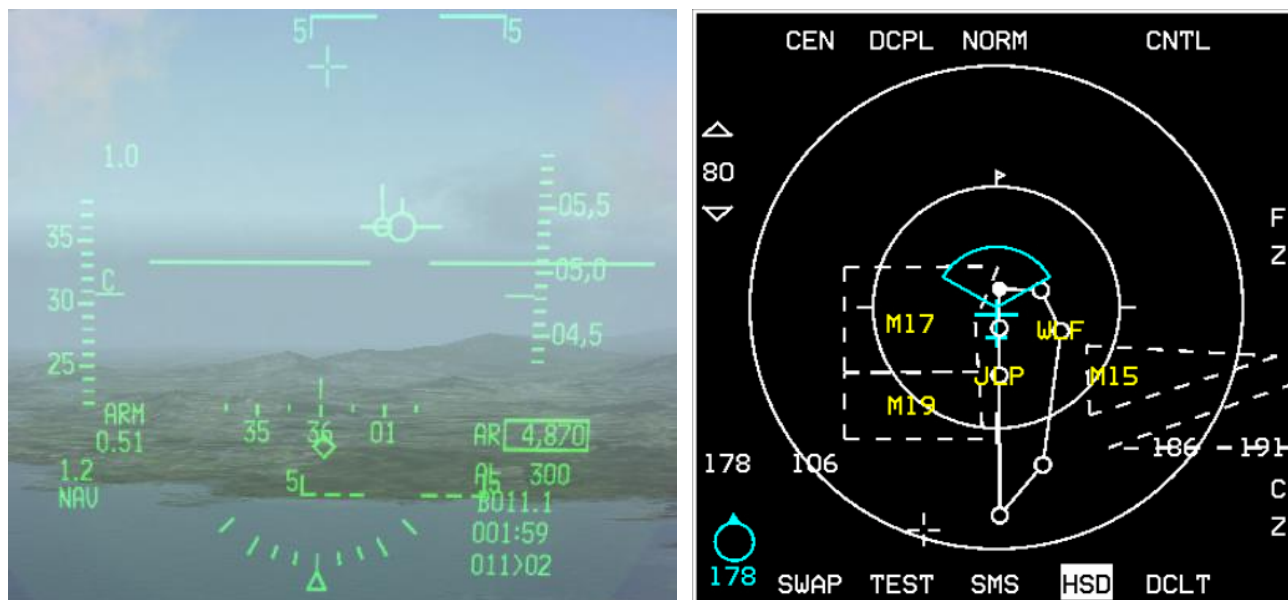 5 5
1.0
05,5
35
C
05,0
30
04,5
25
ARM
0.51
35 36 01
AR 4,870
1.2
AL 300
NAV
5 15
B011.1
001:59
011>02
CEN DCPL NORM CNTL
80
F
Z
M17
WCF
JCP
M15
M19
186 -191
178 106
C
Z
178
SWAP TEST SMS HSD DCLT